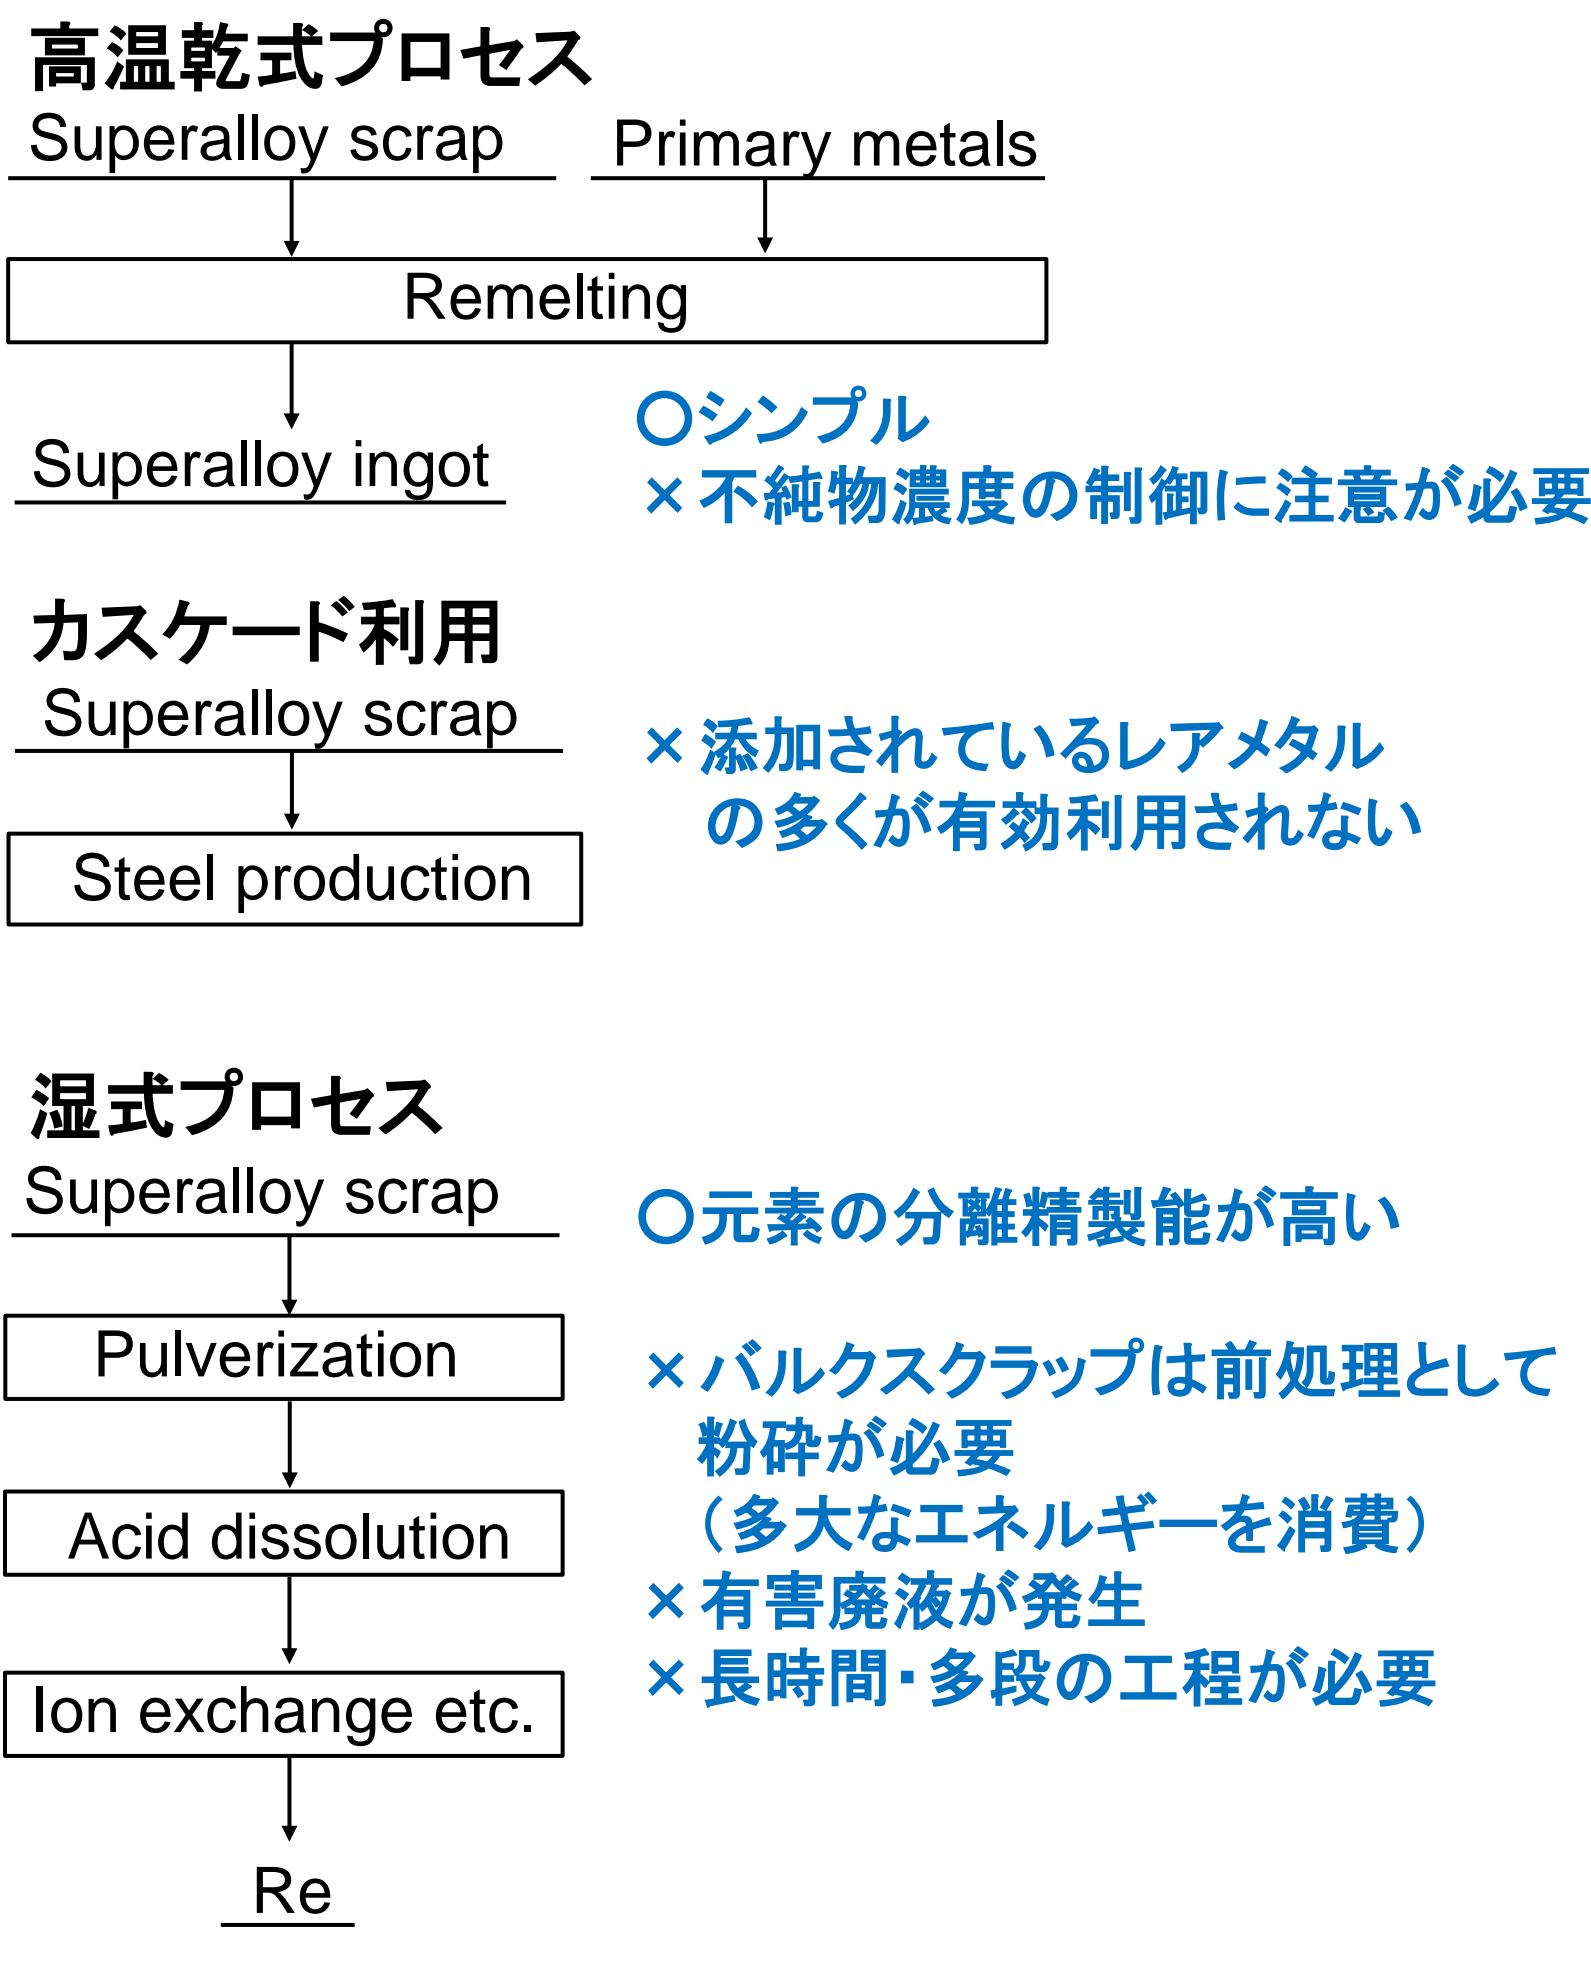 高温乾式プロセス
Superalloy scrap
Primary metals
Remelting
Superalloy ingot
〇シンプル
×不純物濃度の制御に注意が必要
カスケード利用
Superalloy scrap
Steel production
×添加されているレアメタル
の多くが有効利用されない
湿式プロセス
Superalloy scrap
Pulverization
Acid dissolution
Ion exchange etc.
Re
〇元素の分離精製能が高い
×バルクスクラップは前処理として
粉砕が必要
（多大なエネルギーを消費）
×有害廃液が発生
×長時間・多段の工程が必要